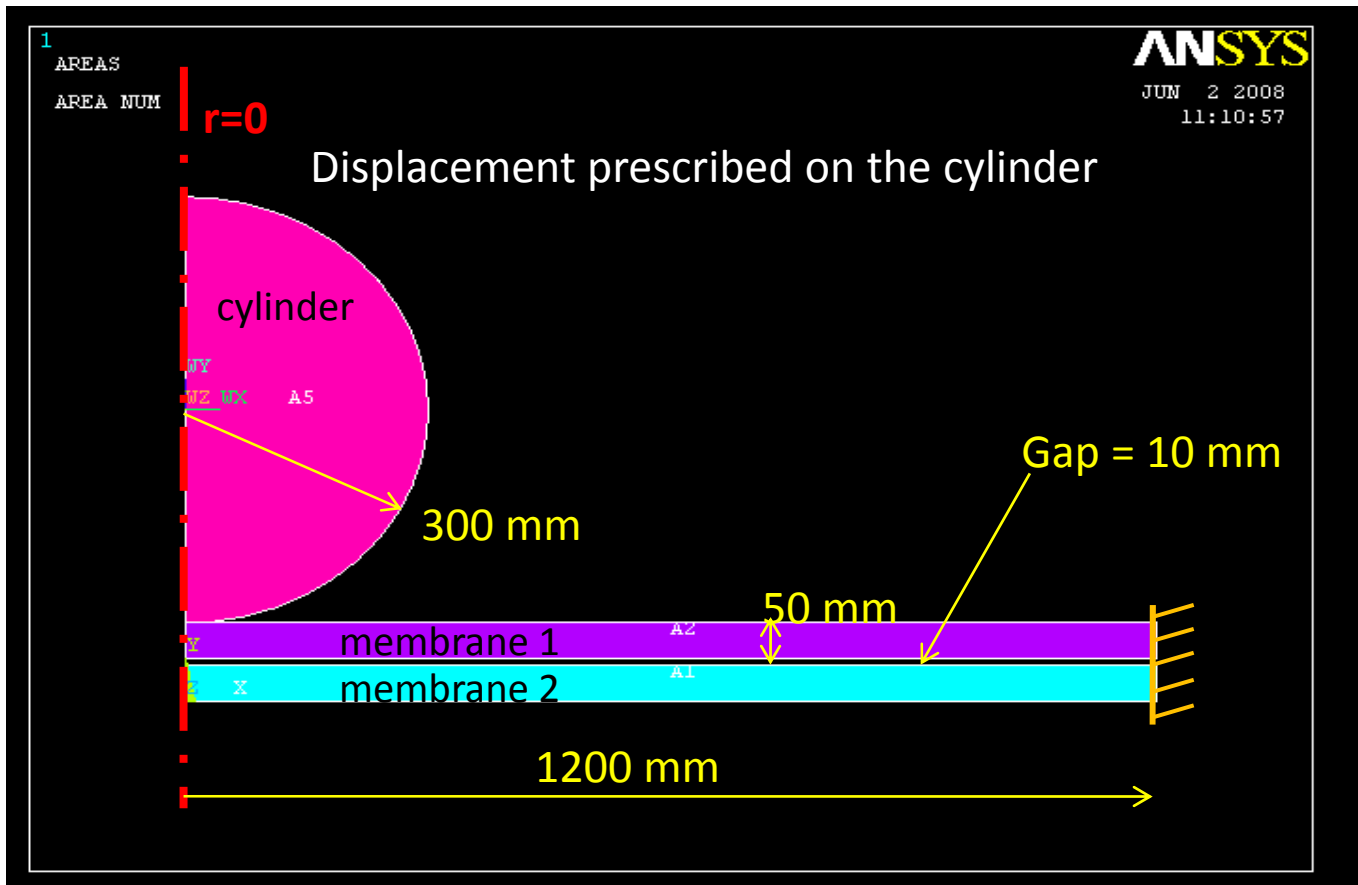 1
AREAS
AREA NUM
ANSYS
JUN 2 2008
11:10:57
r=0
Displacement prescribed on the cylinder
cylinder
WY
WZ WX A5
Gap = 10 mm
300 mm
50 mm
A2
membrane 1
Y
A1
membrane 2
Z X
1200 mm